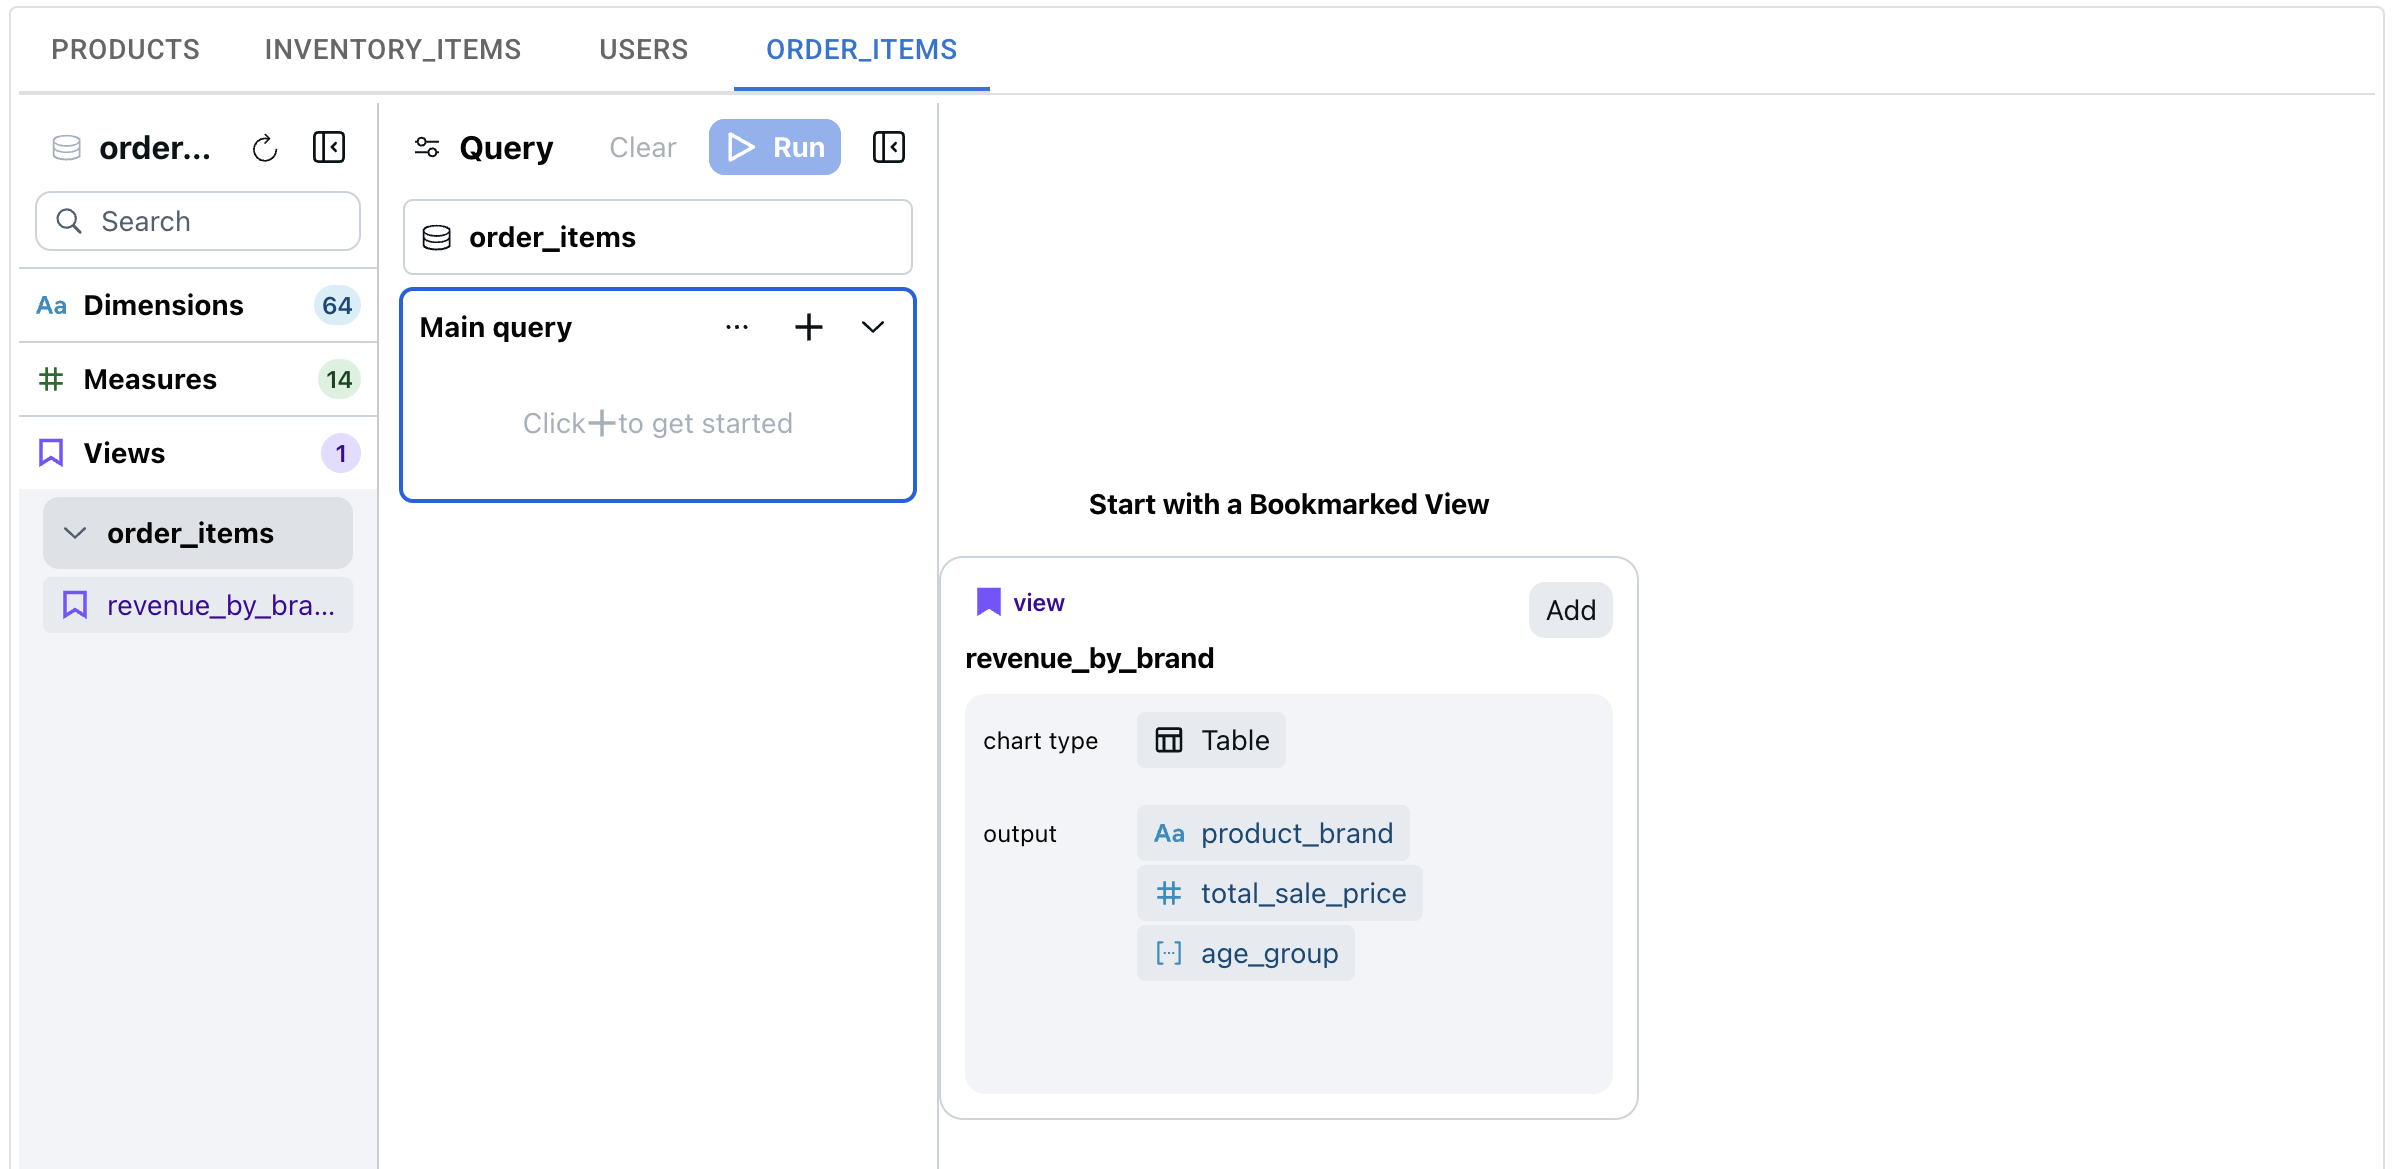 PRODUCTS INVENTORY_ITEMS USERS ORDER_ITEMS
order...
Search
Aa Dimensions 64
Measures 14
Views 1
order_items
revenue_by_bra...
Query Clear Run
order_items
Main query
Click + to get started
Start with a Bookmarked View
view Add
revenue_by_brand
chart type Table
output Aa product_brand
total_sale_price
age_group